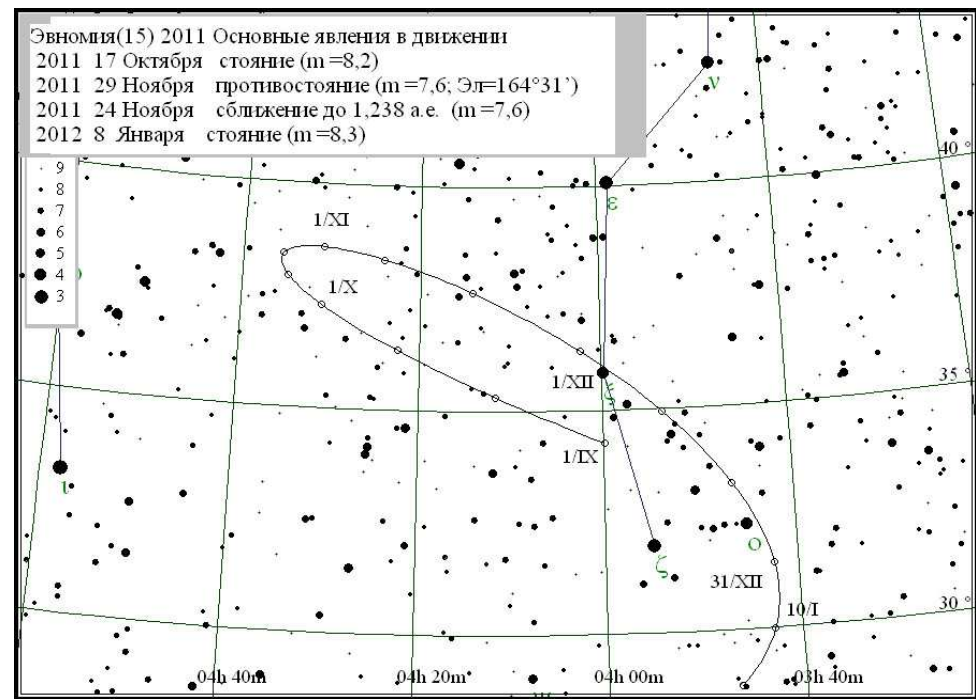 Эвномия(15) 2011 Основные явления в движении
2011 17 Октября стояние (m =8,2)
2011 29 Ноября противостояние (m =7,6; Эл=164°31’)
2011 24 Ноября сближение до 1,238 а.е. (m =7,6)
2012 8 Января стояние (m =8,3)
ν
40 °
9
8
7
6
5
4
3
ε
1/XI
1/X
35 °
1/XII
ξ
1/IX
ι
ο
ζ
31/XII
30 °
10/I
04h 40m
04h 20m
04h 00m
03h 40m